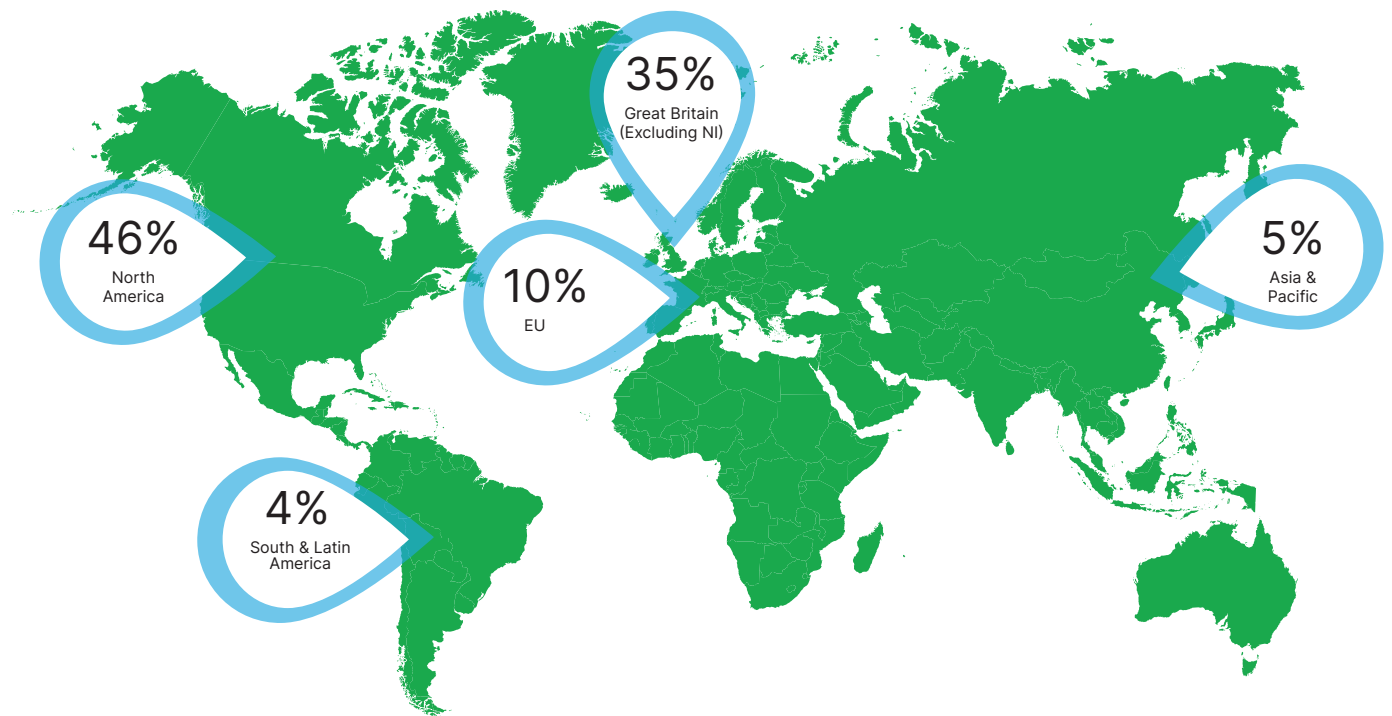 35%
Great Britain
(Excluding NI)
46%
North
America
10%
EU
5%
Asia &
Pacific
4%
South & Latin
America